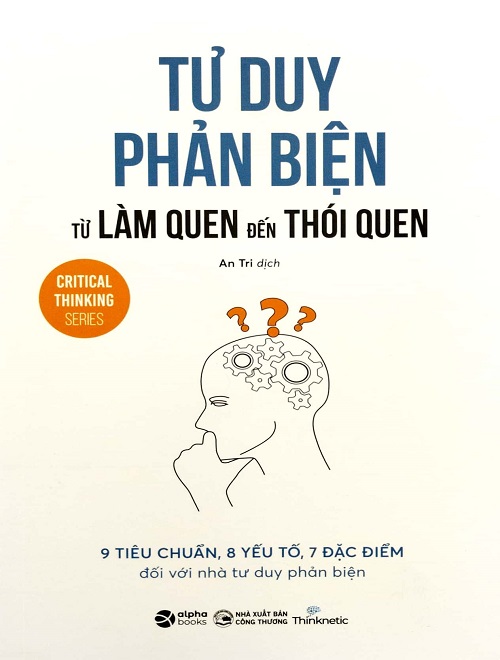 TƯ DUY
PHẢN BIỆN
TỪ LÀM QUEN ĐẾN THÓI QUEN
An Tri dịch
CRITICAL
THINKING
SERIES
? ? ?
9 TIÊU CHUẨN, 8 YẾU TỐ, 7 ĐẶC ĐIỂM
đối với nhà tư duy phản biện
alpha
books
NHÀ XUẤT BẢN
CÔNG THƯƠNG
Thinknetic